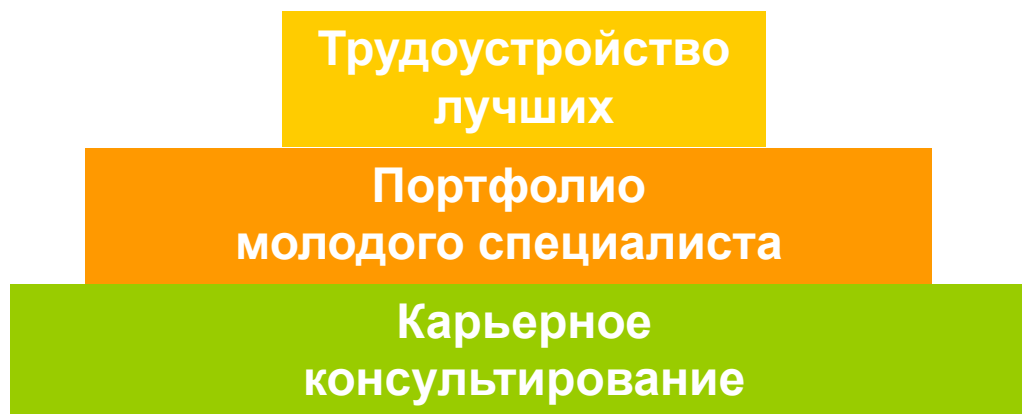 Трудоустройство
лучших
Портфолио
молодого специалиста
Карьерное
консультирование